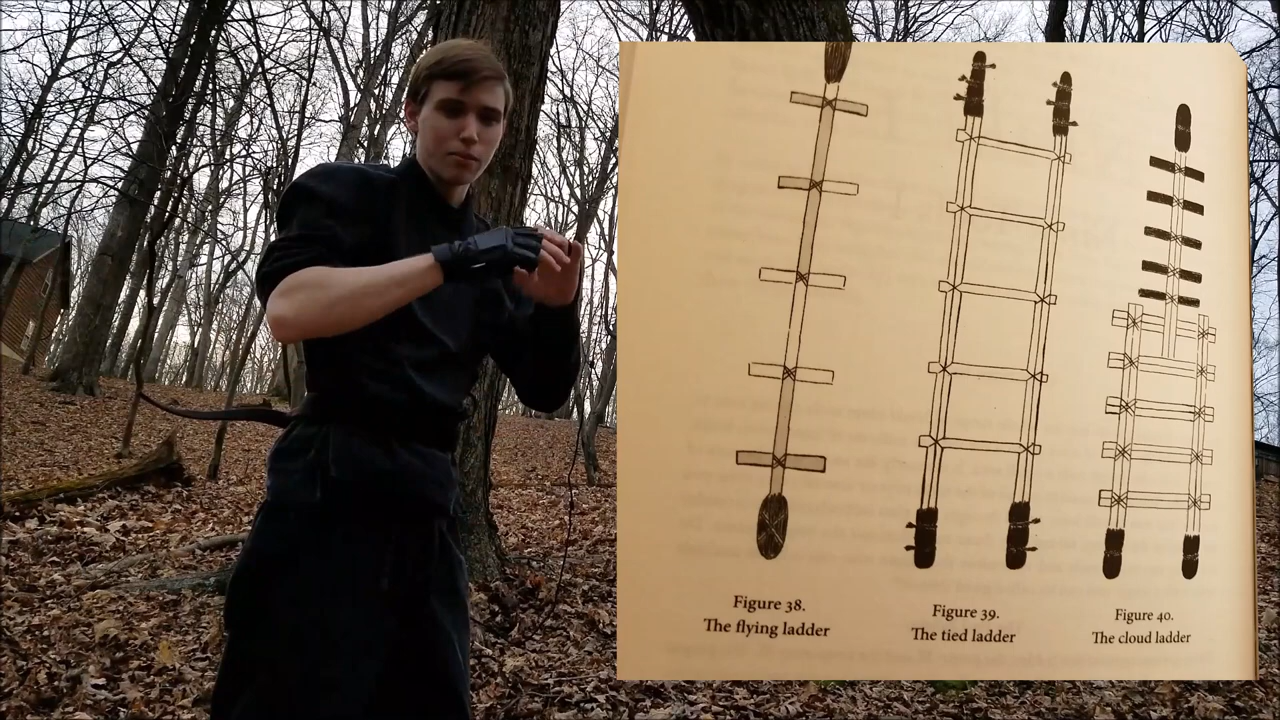 Figure 38.
The flying ladder
Figure 39.
The tied ladder
Figure 40.
The cloud ladder